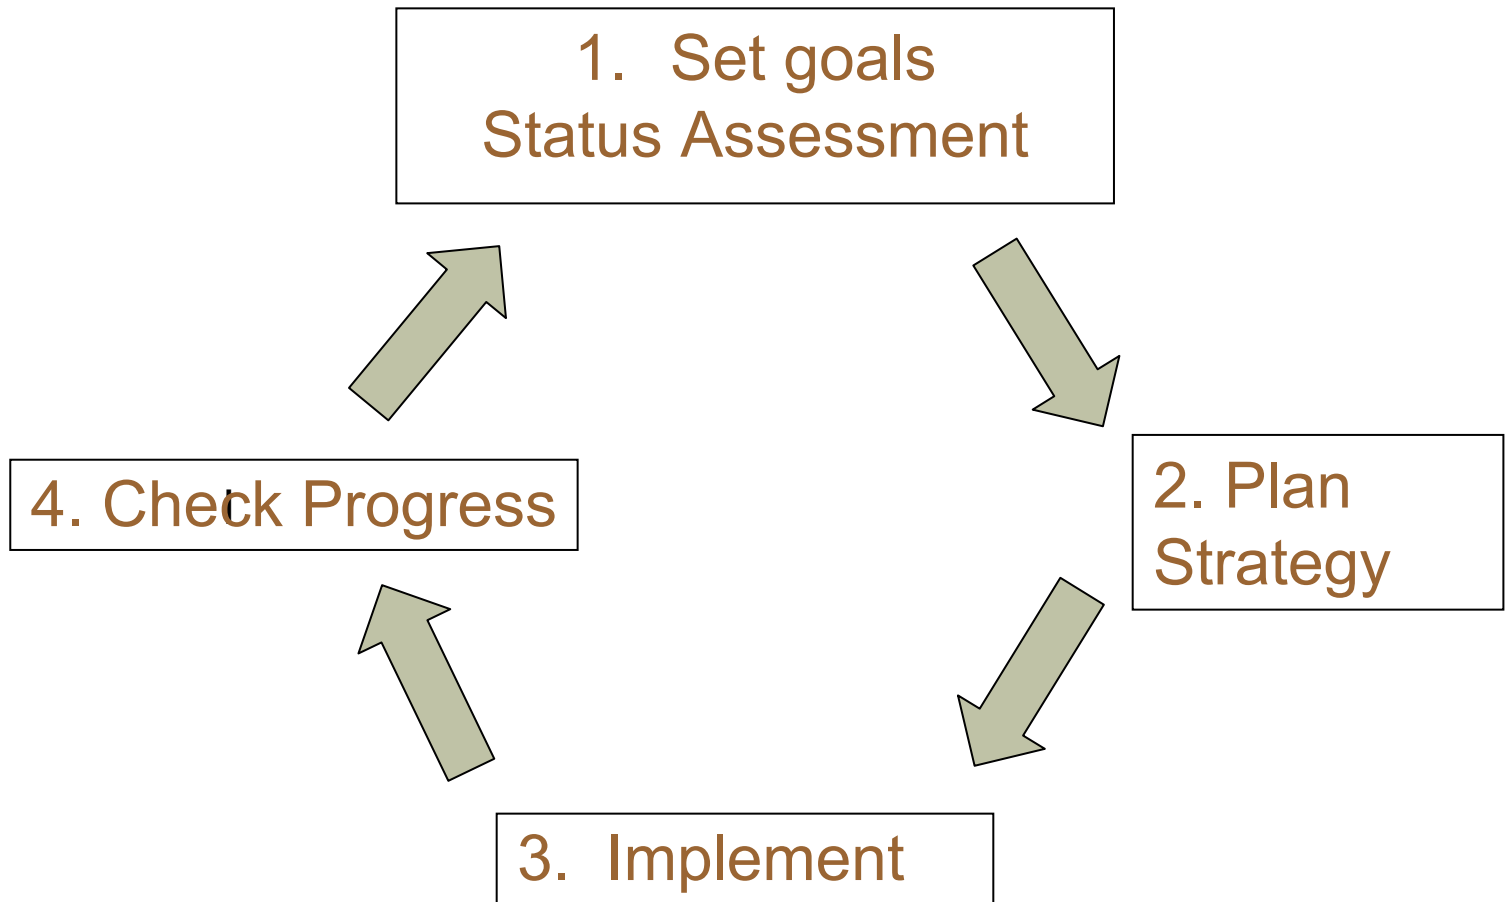 1. Set goals
Status Assessment
2. Plan
Strategy
3. Implement
4. Check Progress